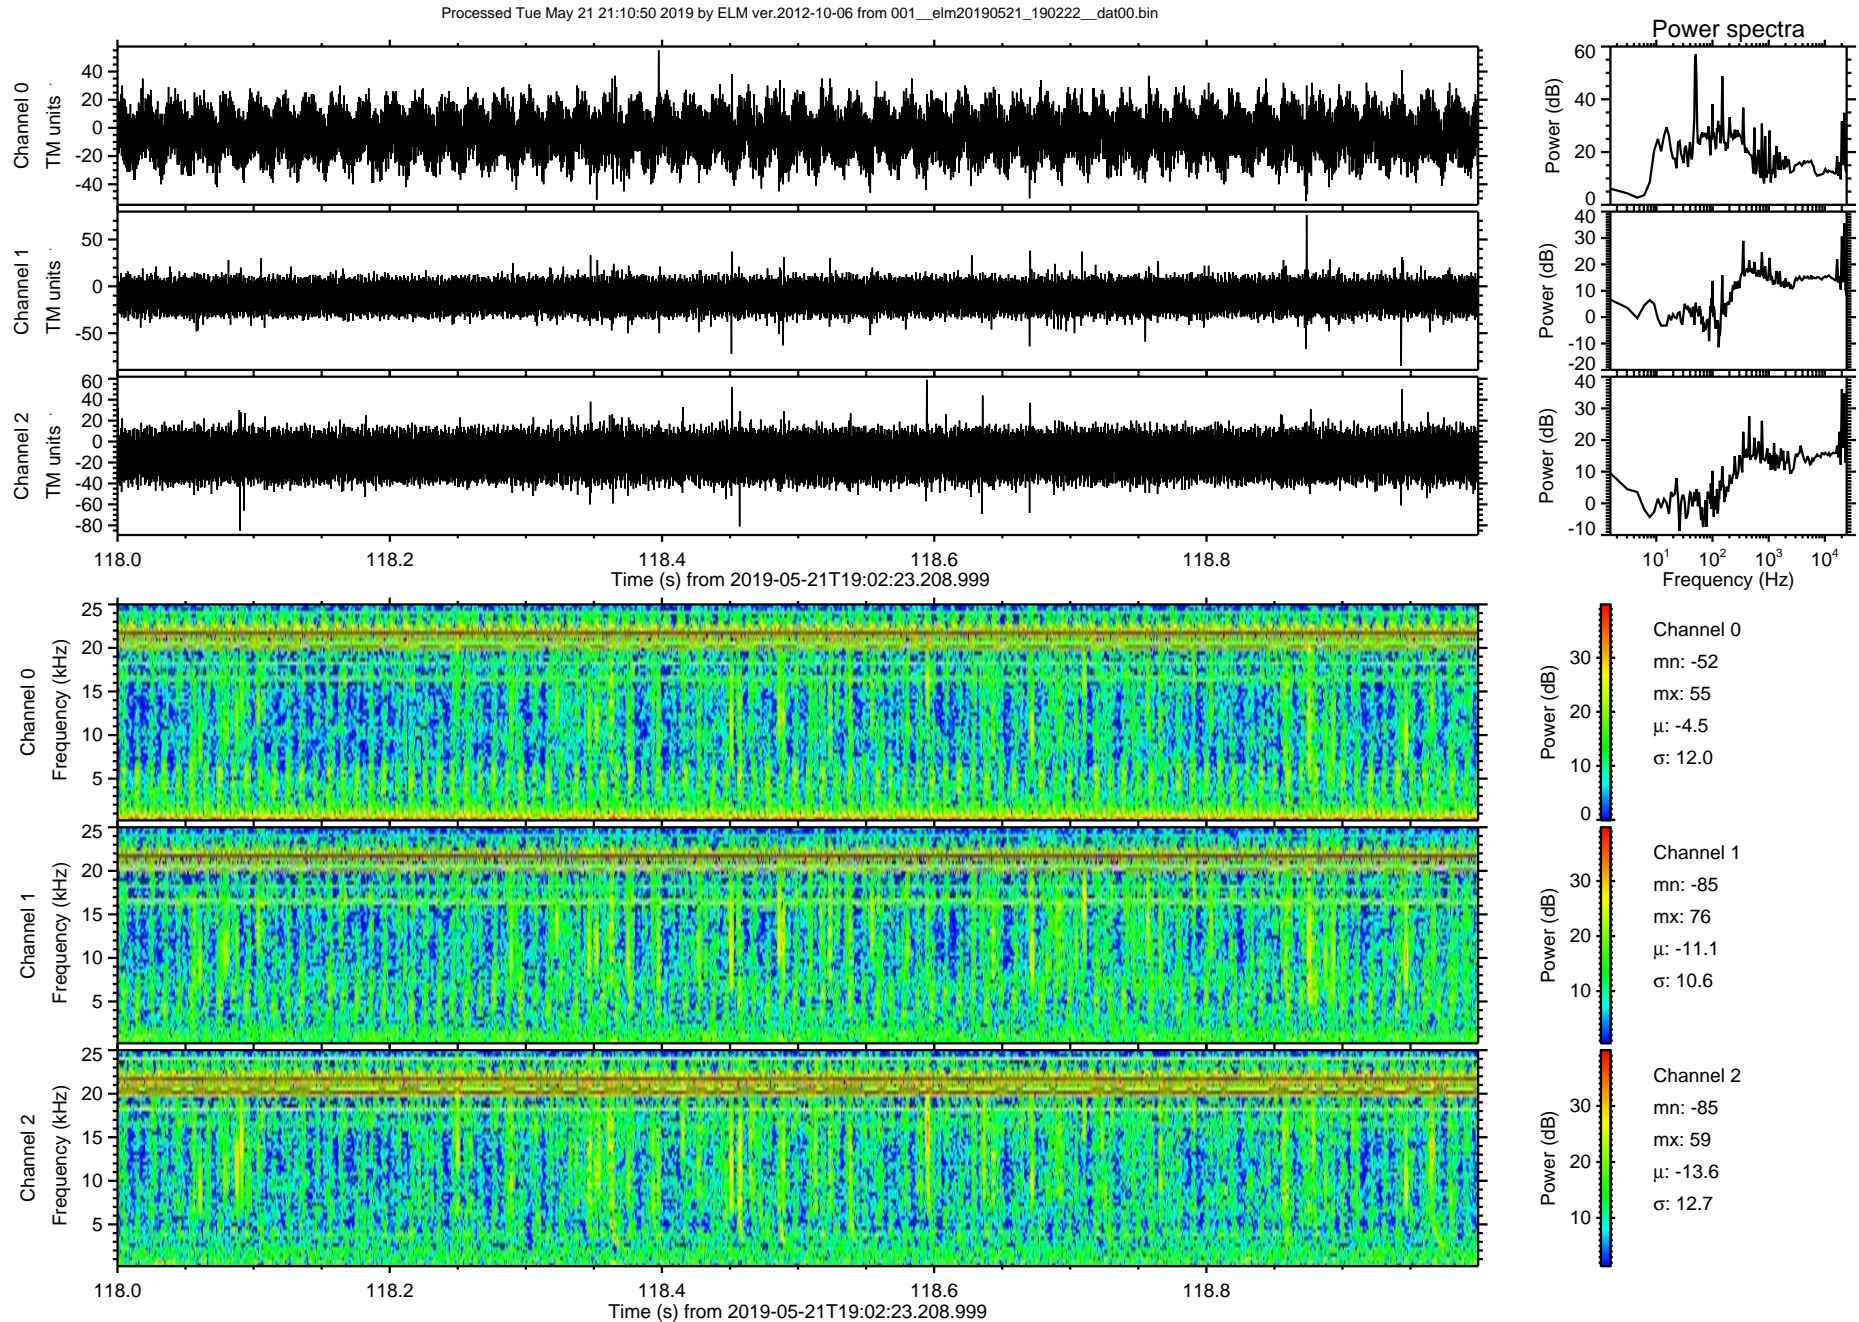 Processed Tue May 21 21:10:50 2019 by ELM ver.2012-10-06 from 001__elm20190521_190222__dat00.bin
Power spectra
Channel 0
TM units
40
20
0
-20
-40
Power (dB)
60
40
20
0
Channel 1
TM units
50
0
-50
Power (dB)
40
30
20
10
0
-10
-20
Channel 2
TM units
60
40
20
0
-20
-40
-60
-80
Power (dB)
40
30
20
10
0
-10
118.0 118.2 118.4 118.6 118.8
Time (s) from 2019-05-21T19:02:23.208.999
10^1 10^2 10^3 10^4
Frequency (Hz)
Channel 0
Frequency (kHz)
25
20
15
10
5
Power (dB)
30
20
10
0
Channel 0
mn: -52
mx: 55
µ: -4.5
σ: 12.0
Channel 1
Frequency (kHz)
25
20
15
10
5
Power (dB)
30
20
10
Channel 1
mn: -85
mx: 76
µ: -11.1
σ: 10.6
Channel 2
Frequency (kHz)
25
20
15
10
5
Power (dB)
30
20
10
Channel 2
mn: -85
mx: 59
µ: -13.6
σ: 12.7
118.0 118.2 118.4 118.6 118.8
Time (s) from 2019-05-21T19:02:23.208.999